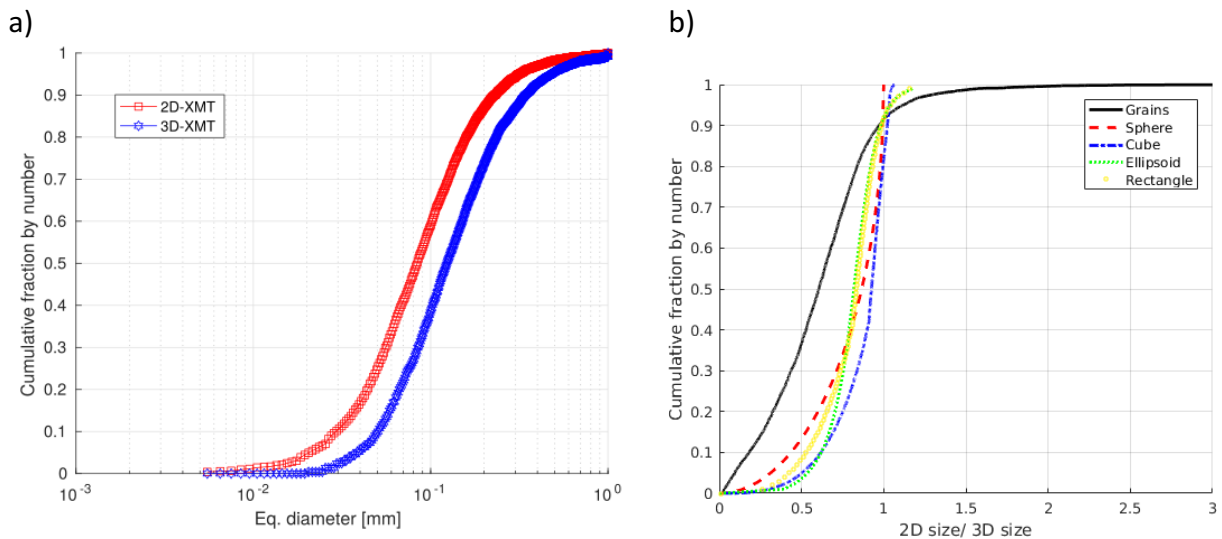 a)
1
0.9
0.8
0.7
0.6
0.5
0.4
0.3
0.2
0.1
0
Cumulative fraction by number
2D-XMT
3D-XMT
10-3
10-2
10-1
100
Eq. diameter [mm]
b)
1
0.9
0.8
0.7
0.6
0.5
0.4
0.3
0.2
0.1
0
Cumulative fraction by number
Grains
Sphere
Cube
Ellipsoid
Rectangle
0
0.5
1
1.5
2
2.5
3
2D size/ 3D size